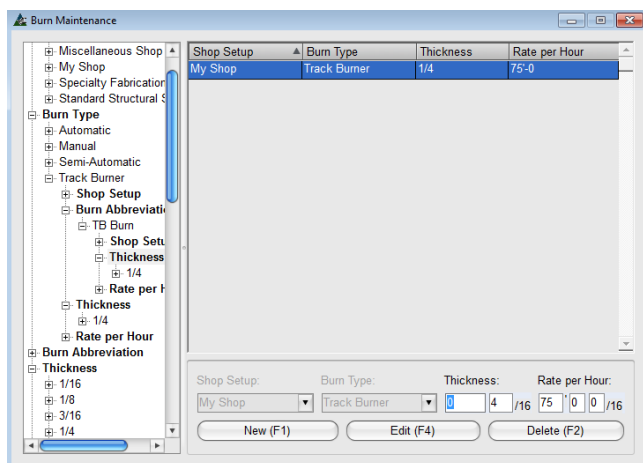 Burn Maintenance
Miscellaneous Shop
My Shop
Specialty Fabrication
Standard Structural S
Burn Type
Automatic
Manual
Semi-Automatic
Track Burner
Shop Setup
Burn Abbreviati
TB Burn
Shop Setu
Thickness
1/4
Rate per H
Thickness
1/4
Rate per Hour
Burn Abbreviation
Thickness
1/16
1/8
3/16
1/4
Shop Setup Burn Type Thickness Rate per Hour
My Shop Track Burner 1/4 75'-0
Shop Setup: Burn Type: Thickness: Rate per Hour:
My Shop Track Burner 0 4 /16 75 ' 0 0 /16
New (F1) Edit (F4) Delete (F2)